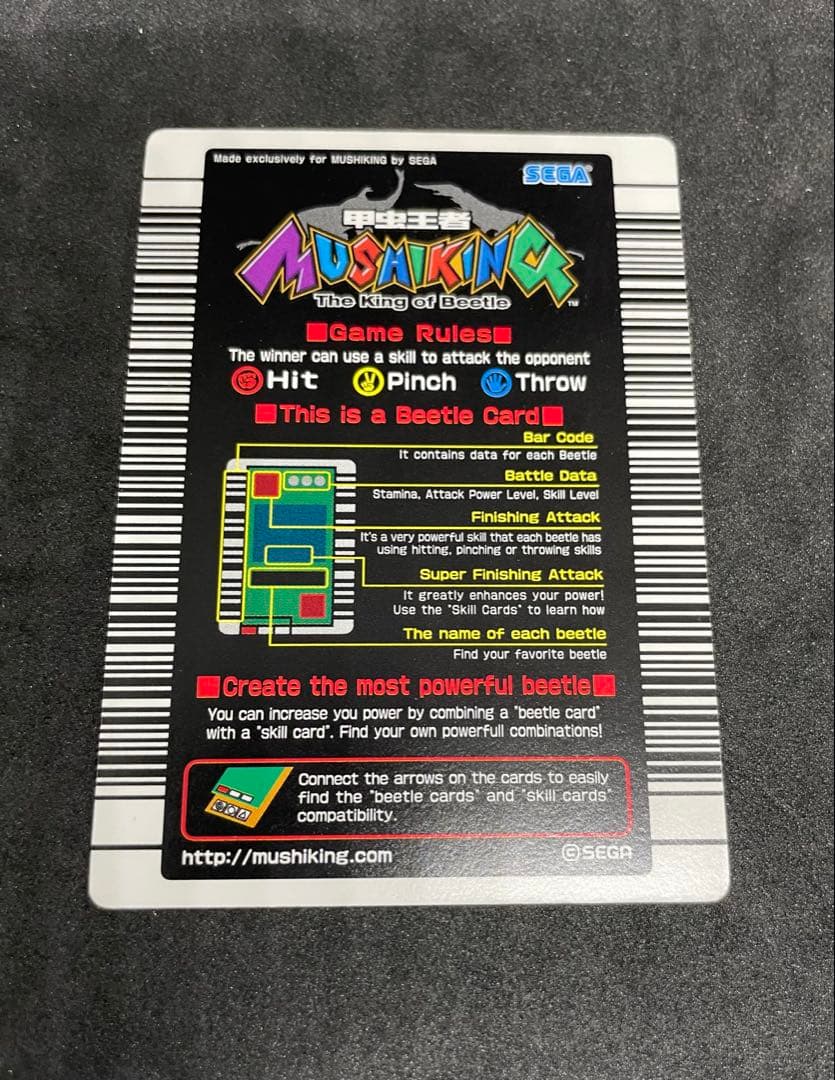 Made exclusively for MUSHIKING by SEGA
SEGA
甲虫王者
MUSHIKING
The King of Beetle
TM
■Game Rules■
The winner can use a skill to attack the opponent
Hit Pinch Throw
■This is a Beetle Card■
Bar Code
It contains data for each Beetle
Battle Data
Stamina, Attack Power Level, Skill Level
Finishing Attack
It's a very powerful skill that each beetle has
using hitting, pinching or throwing skills
Super Finishing Attack
It greatly enhances your power!
Use the "Skill Cards" to learn how
The name of each beetle
Find your favorite beetle
■Create the most powerful beetle■
You can increase you power by combining a "beetle card"
with a "skill card". Find your own powerfull combinations!
Connect the arrows on the cards to easily
find the "beetle cards" and "skill cards"
compatibility.
http://mushiking.com
©SEGA